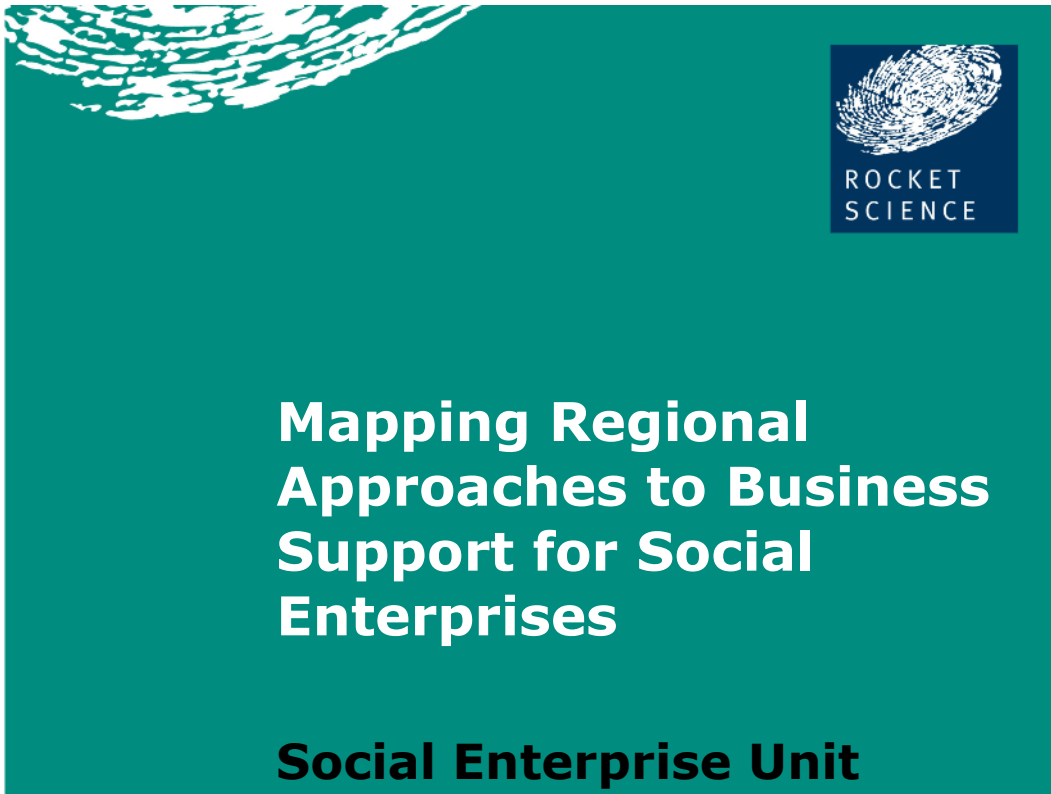 ROCKET
SCIENCE
Mapping Regional
Approaches to Business
Support for Social
Enterprises
Social Enterprise Unit